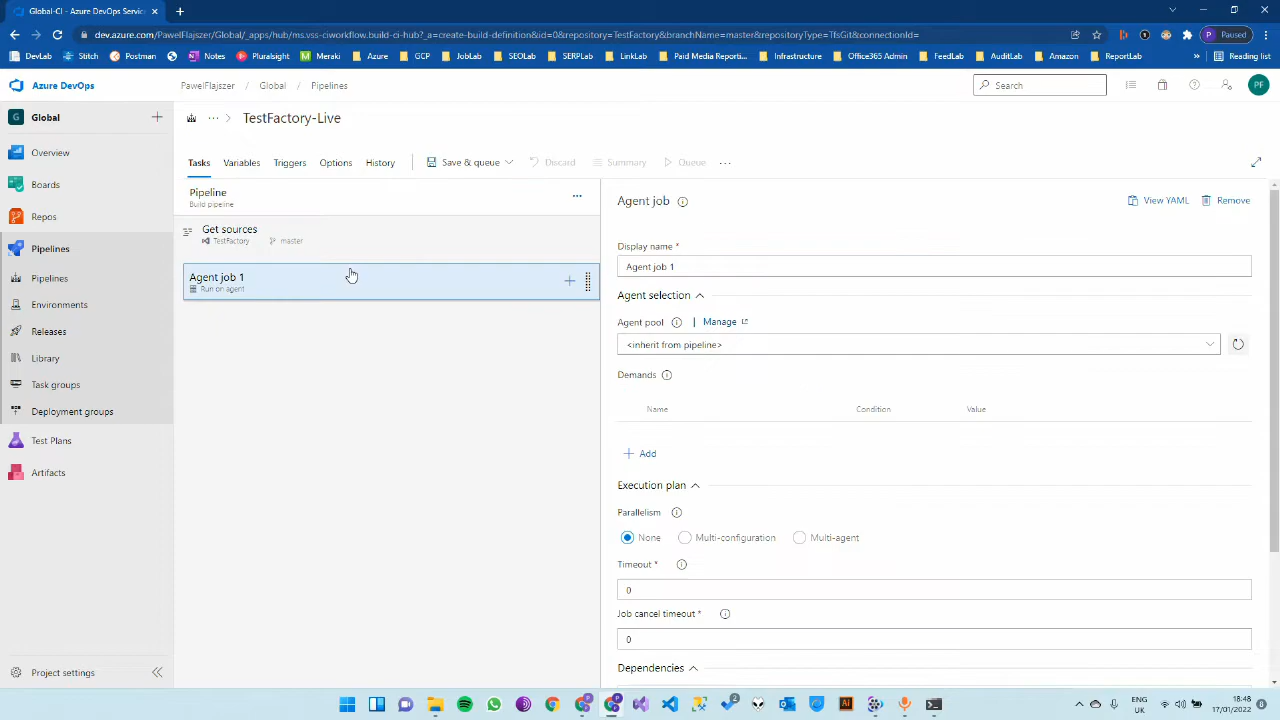 Global-CI - Azure DevOps Servic
dev.azure.com/PawelFlajszer/Global/_apps/hub/ms.vss-ciworkflow.build-ci-hub?_a=create-build-definition&id=0&repository=TestFactory&branchName=master&repositoryType=TfsGit&connectionId=
P Paused
DevLab Stitch Postman Notes Pluralsight Meraki Azure GCP JobLab SEOLab SERPLab LinkLab Paid Media Reporti... Infrastructure Office365 Admin FeedLab AuditLab Amazon ReportLab » Reading list
Azure DevOps PawelFlajszer / Global / Pipelines Search PF
G Global
... > TestFactory-Live
Overview
Boards
Repos
Pipelines
Pipelines
Environments
Releases
Library
Task groups
Deployment groups
Test Plans
Artifacts
Project settings
Tasks Variables Triggers Options History Save & queue Discard Summary Queue ...
Pipeline
Build pipeline
Get sources
TestFactory master
Agent job 1
Run on agent
Agent job View YAML Remove
Display name *
Agent job 1
Agent selection
Agent pool | Manage
<inherit from pipeline>
Demands
Name Condition Value
Add
Execution plan
Parallelism
None Multi-configuration Multi-agent
Timeout *
0
Job cancel timeout *
0
Dependencies
P P 2 Ai
ENG
UK
18:48
17/01/2022